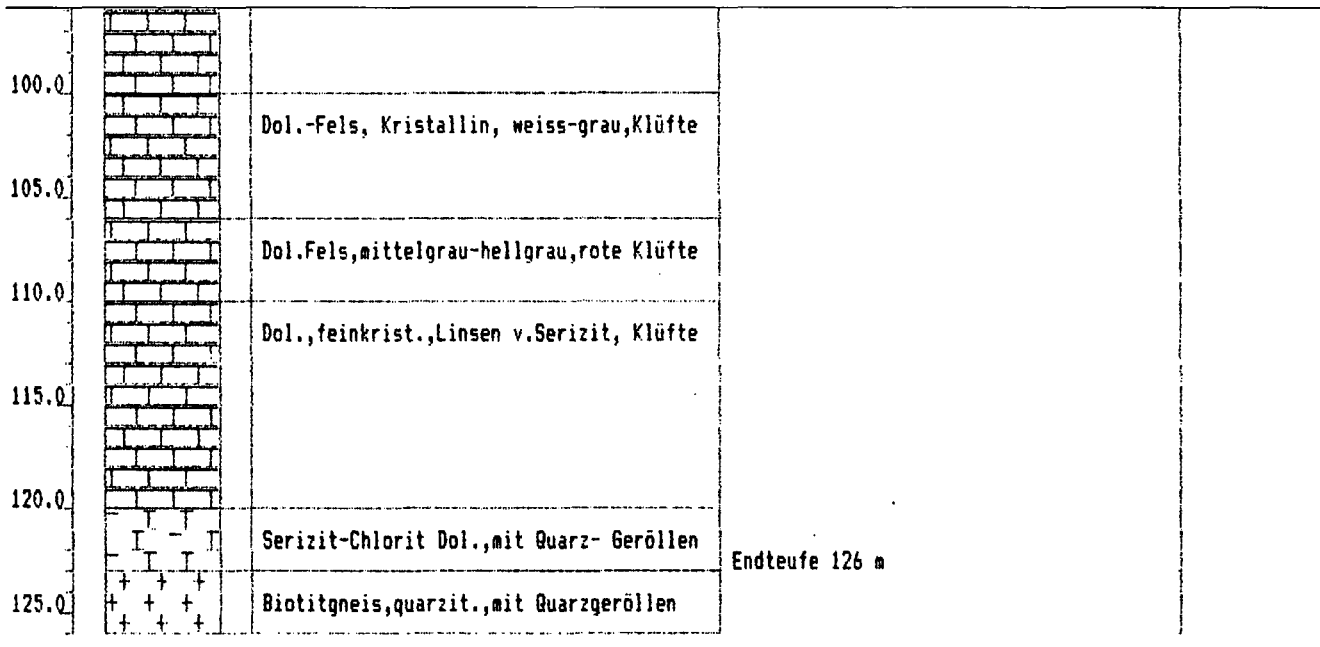 100.0
Dol.-Fels, Kristallin, weiss-grau,Klüfte
105.0
Dol.Fels,mittelgrau-hellgrau,rote Klüfte
110.0
Dol.,feinkrist.,Linsen v.Serizit, Klüfte
115.0
120.0
Serizit-Chlorit Dol.,mit Quarz- Geröllen
Endteufe 126 m
125.0
Biotitgneis,quarzit.,mit Quarzgeröllen